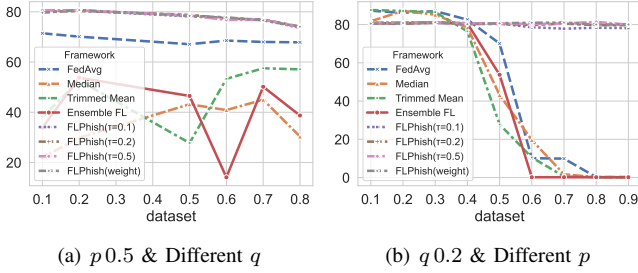 80
60
40
20
Framework
FedAvg
Median
Trimmed Mean
Ensemble FL
FLPhish(τ=0.1)
FLPhish(τ=0.2)
FLPhish(τ=0.5)
FLPhish(weight)
0.1 0.2 0.3 0.4 0.5 0.6 0.7 0.8
dataset
(a) p 0.5 & Different q
80
60
40
20
0
Framework
FedAvg
Median
Trimmed Mean
Ensemble FL
FLPhish(τ=0.1)
FLPhish(τ=0.2)
FLPhish(τ=0.5)
FLPhish(weight)
0.1 0.2 0.3 0.4 0.5 0.6 0.7 0.8 0.9
dataset
(b) q 0.2 & Different p